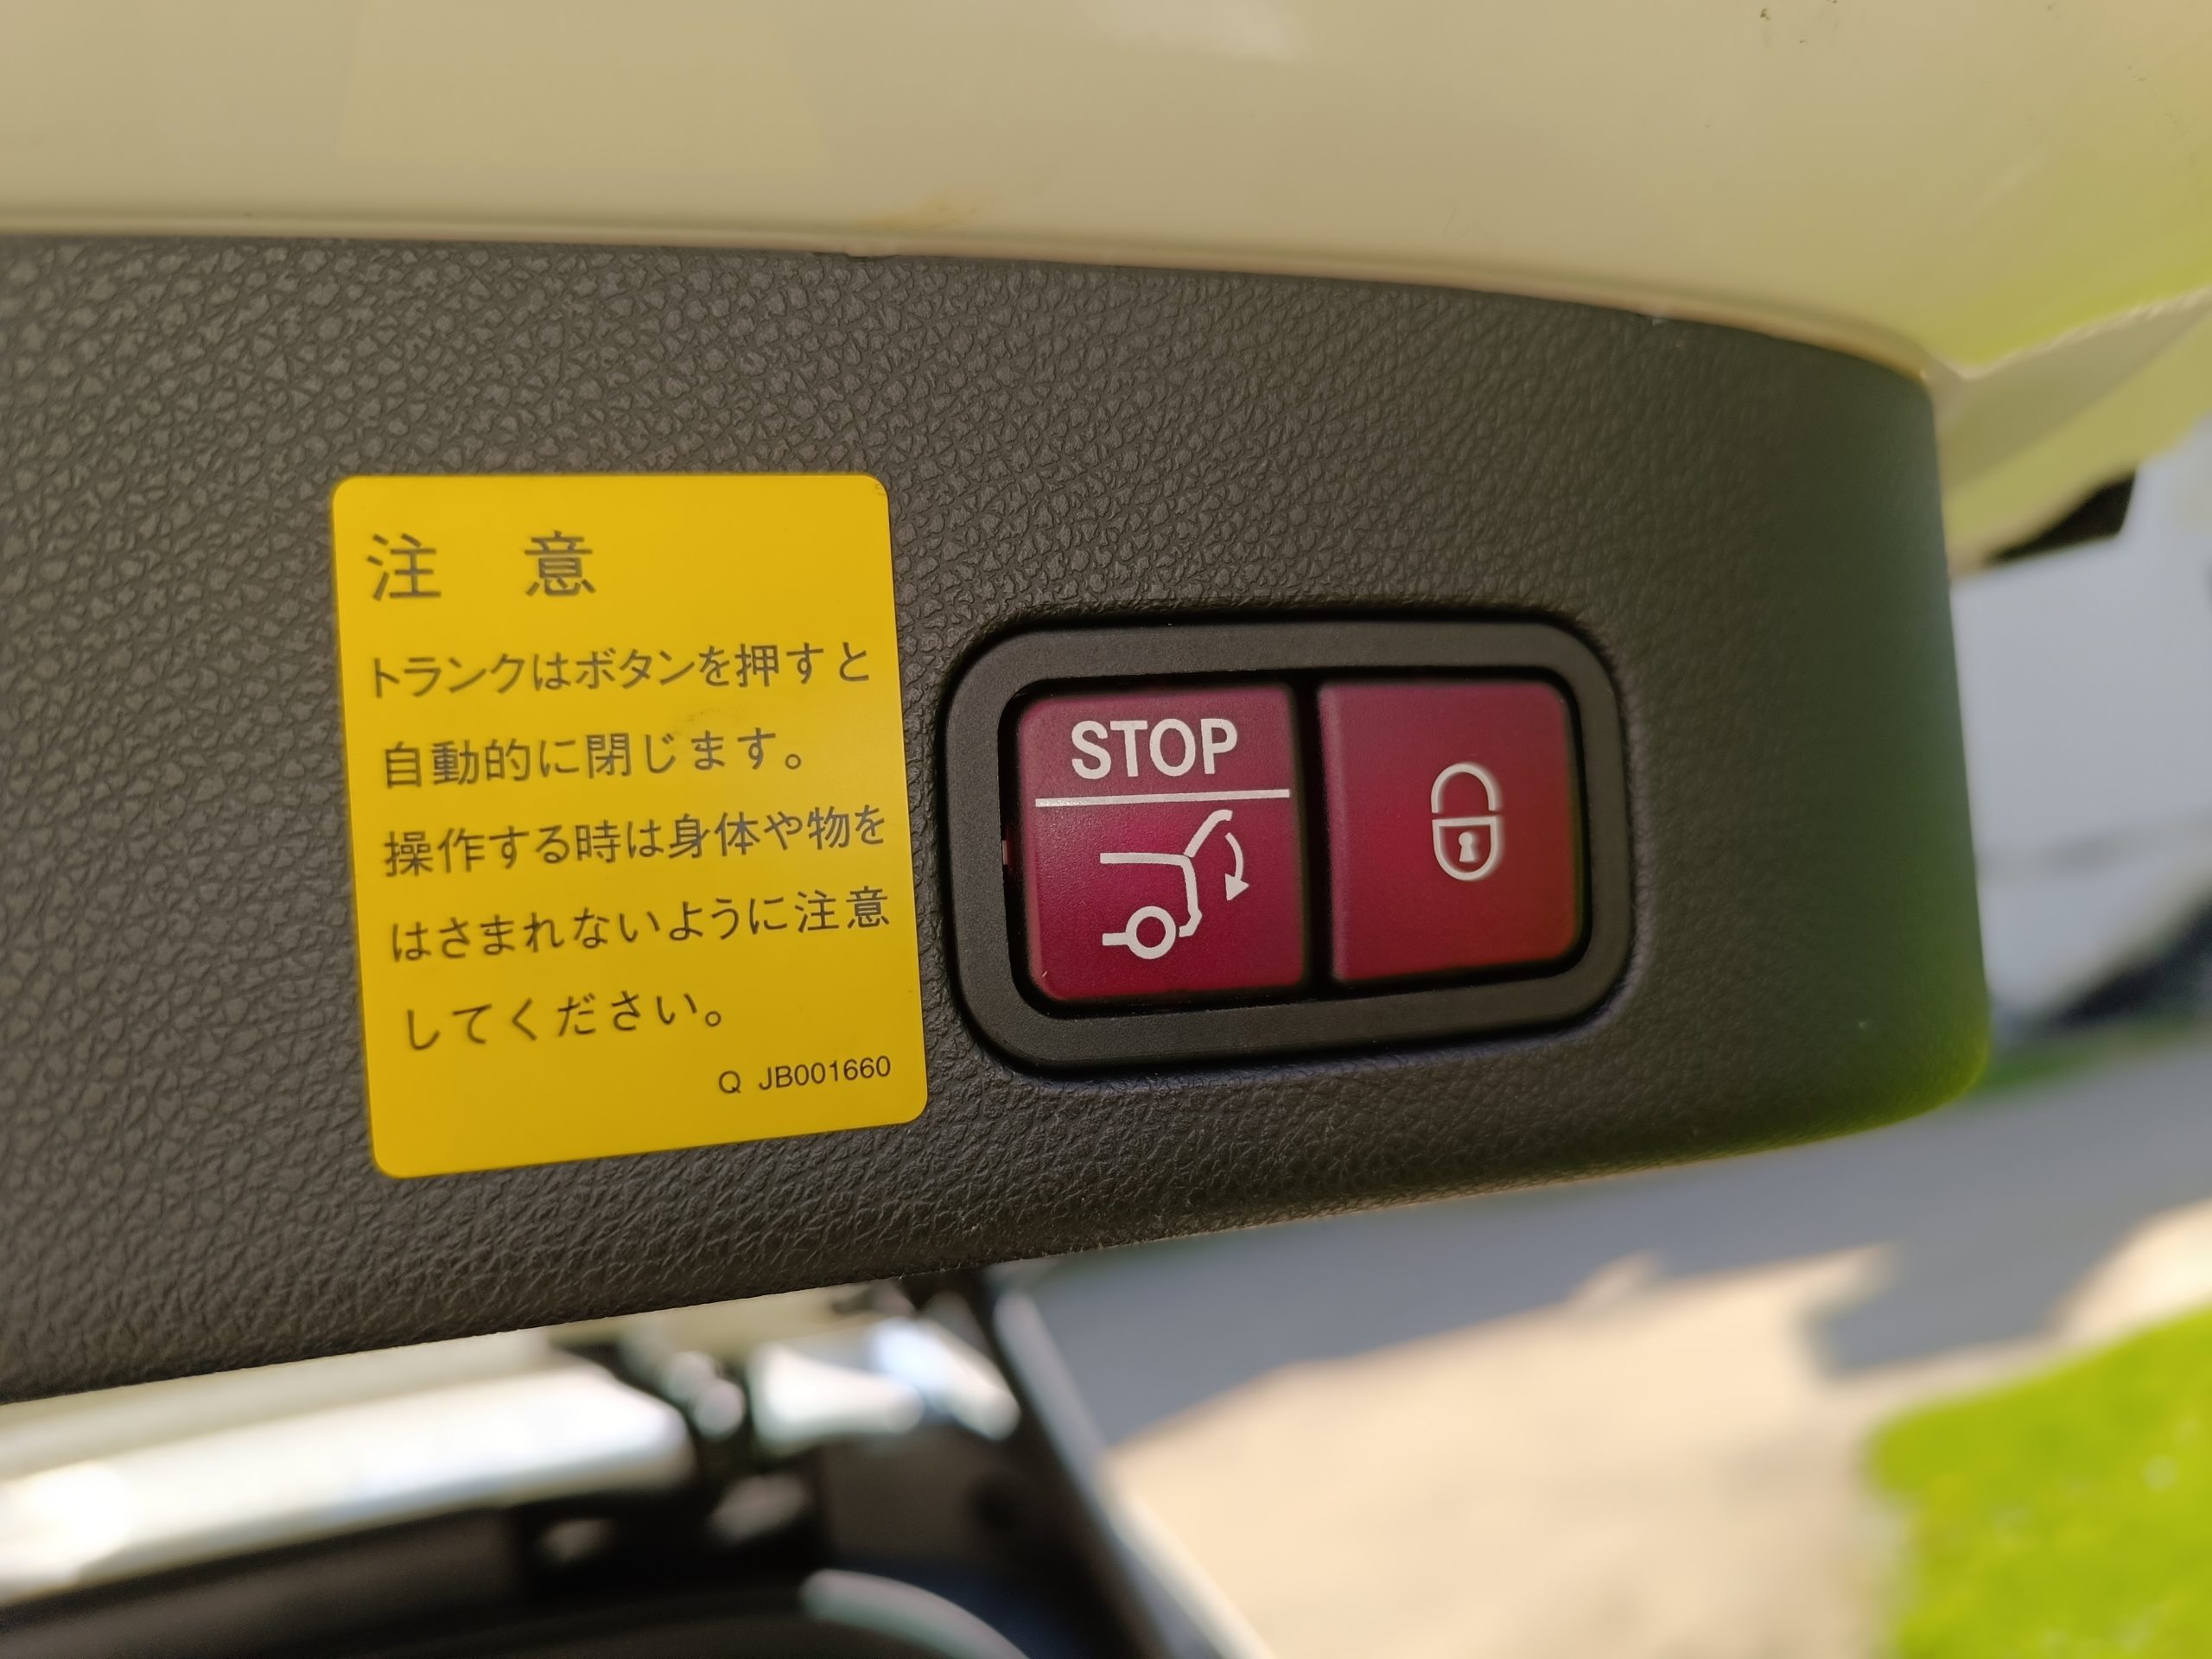 注 意
トランクはボタンを押すと
自動的に閉じます。
操作する時は身体や物を
はさまれないように注意
してください。
Q JB001660
STOP